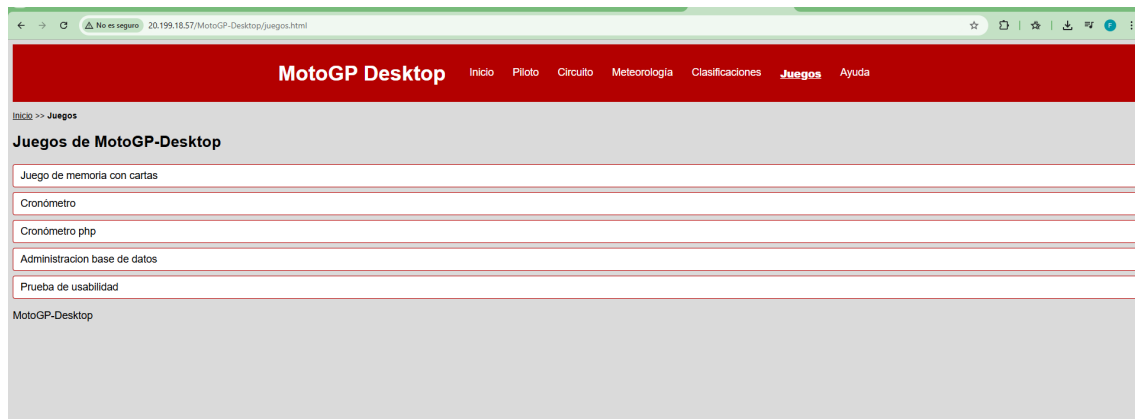 No es seguro 20.199.18.57/MotoGP-Desktop/juegos.html
F
MotoGP Desktop Inicio Piloto Circuito Meteorología Clasificaciones Juegos Ayuda
Inicio >> Juegos
Juegos de MotoGP-Desktop
Juego de memoria con cartas
Cronómetro
Cronómetro php
Administracion base de datos
Prueba de usabilidad
MotoGP-Desktop